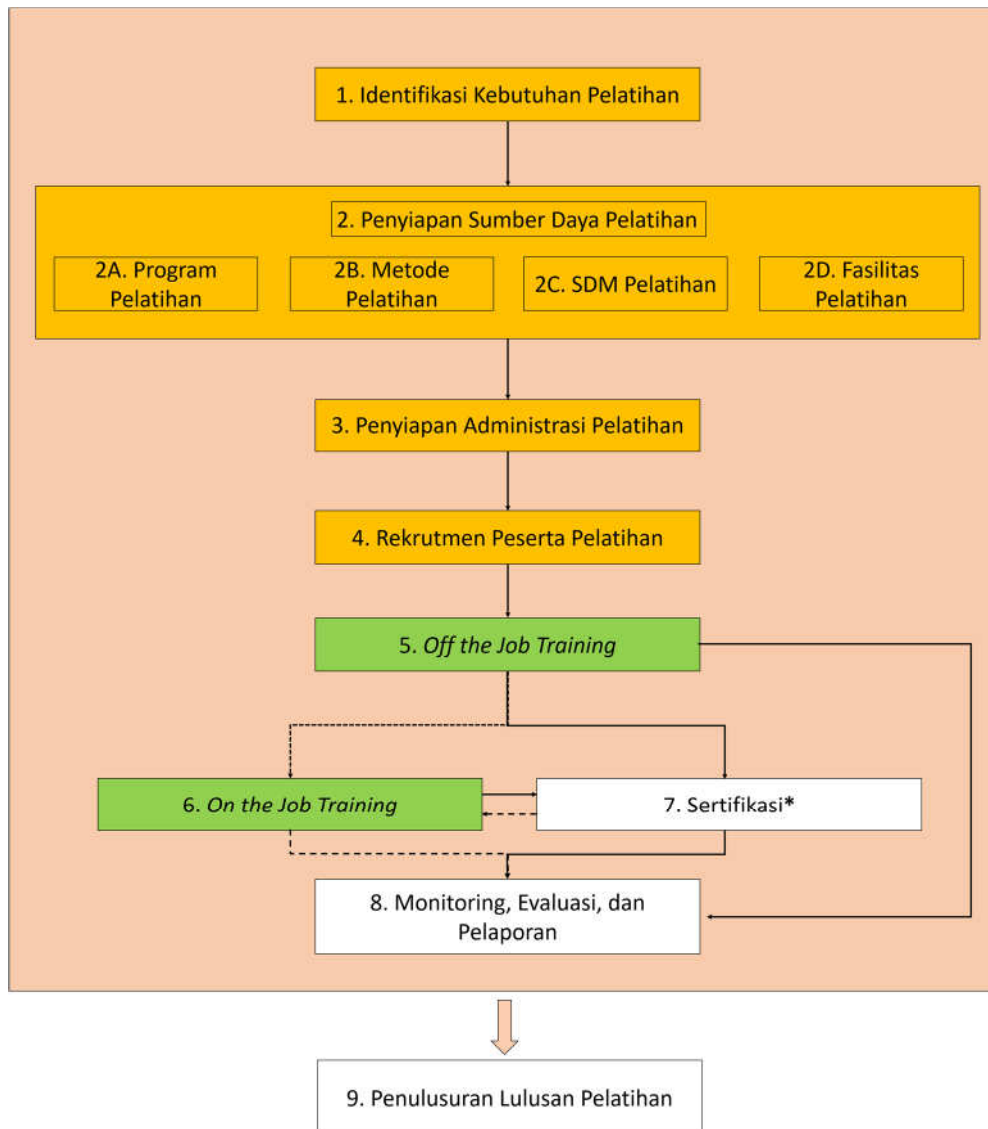 1. Identifikasi Kebutuhan Pelatihan
2. Penyiapan Sumber Daya Pelatihan
2A. Program
Pelatihan
2B. Metode
Pelatihan
2C. SDM Pelatihan
2D. Fasilitas
Pelatihan
3. Penyiapan Administrasi Pelatihan
4. Rekrutmen Peserta Pelatihan
5. Off the Job Training
6. On the Job Training
7. Sertifikasi*
8. Monitoring, Evaluasi, dan
Pelaporan
9. Penulusuran Lulusan Pelatihan